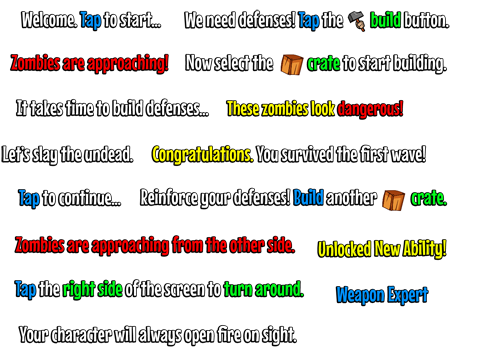 Welcome. Tap to start... We need defenses! Tap the build button.
Zombies are approaching! Now select the crate to start building.
It takes time to build defenses... These zombies look dangerous!
Let's slay the undead. Congratulations. You survived the first wave!
Tap to continue... Reinforce your defenses! Build another crate.
Zombies are approaching from the other side. Unlocked New Ability!
Tap the right side of the screen to turn around. Weapon Expert
Your character will always open fire on sight.